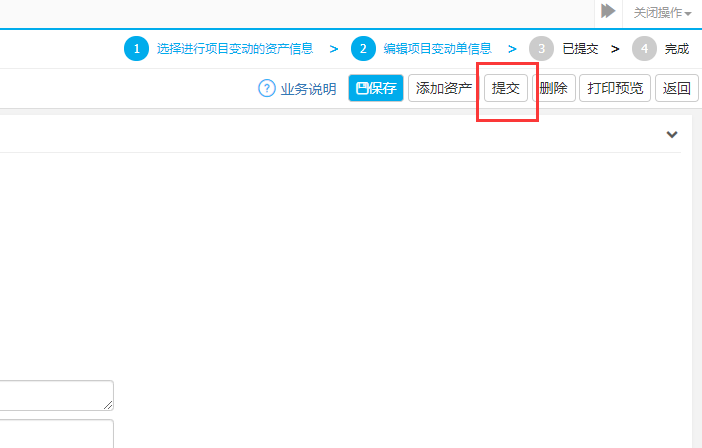 关闭操作
1 选择进行项目变动的资产信息 > 2 编辑项目变动单信息 > 3 已提交 > 4 完成
? 业务说明 保存 添加资产 提交 删除 打印预览 返回